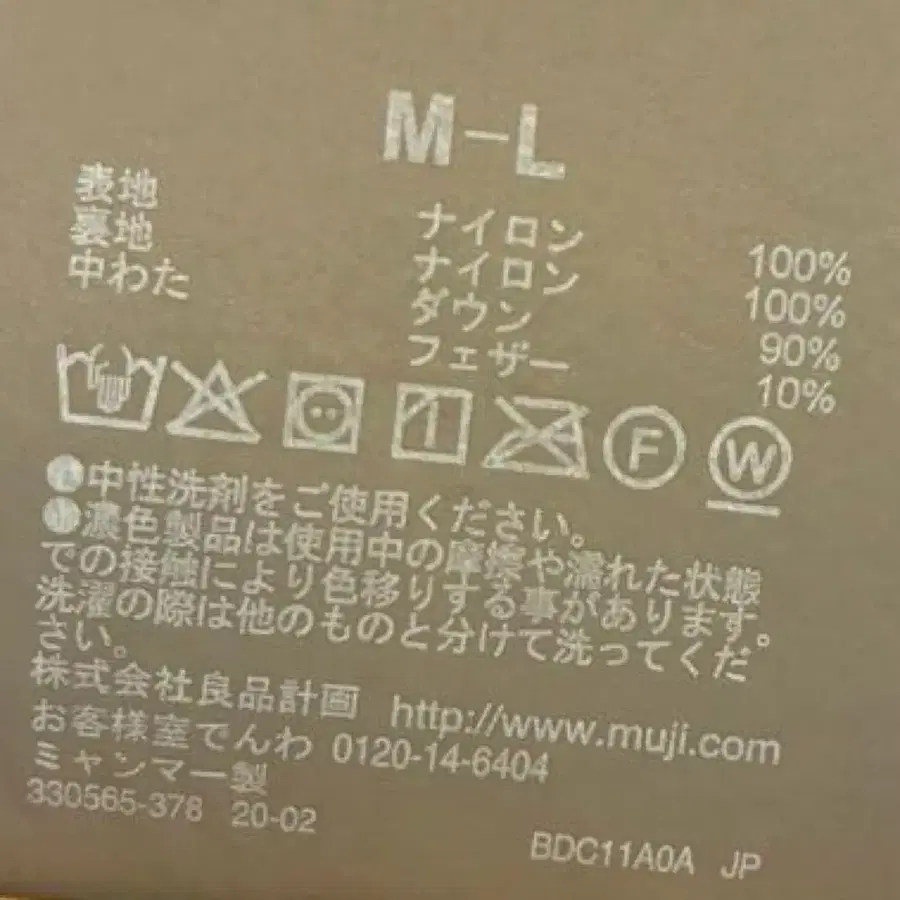 M-L
表地 ナイロン 100%
裏地 ナイロン 100%
中わた ダウン 90%
フェザー 10%
F W
中性洗剤をご使用ください。
濃色製品は使用中の摩擦や濡れた状態
での接触により色移りする事があります。
洗濯の際は他のものと分けて洗ってくだ
さい。
株式会社良品計画 http://www.muji.com
お客様室でんわ 0120-14-6404
ミャンマー製
330565-378 20-02
BDC11A0A JP